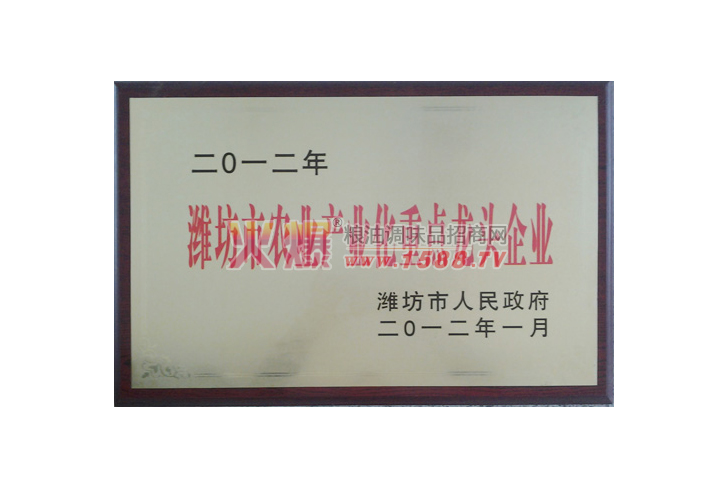 二0一二年
潍坊市农业产业化重点龙头企业
火爆®粮油调味品招商网
www.1588.TV
潍坊市人民政府
二0一二年一月